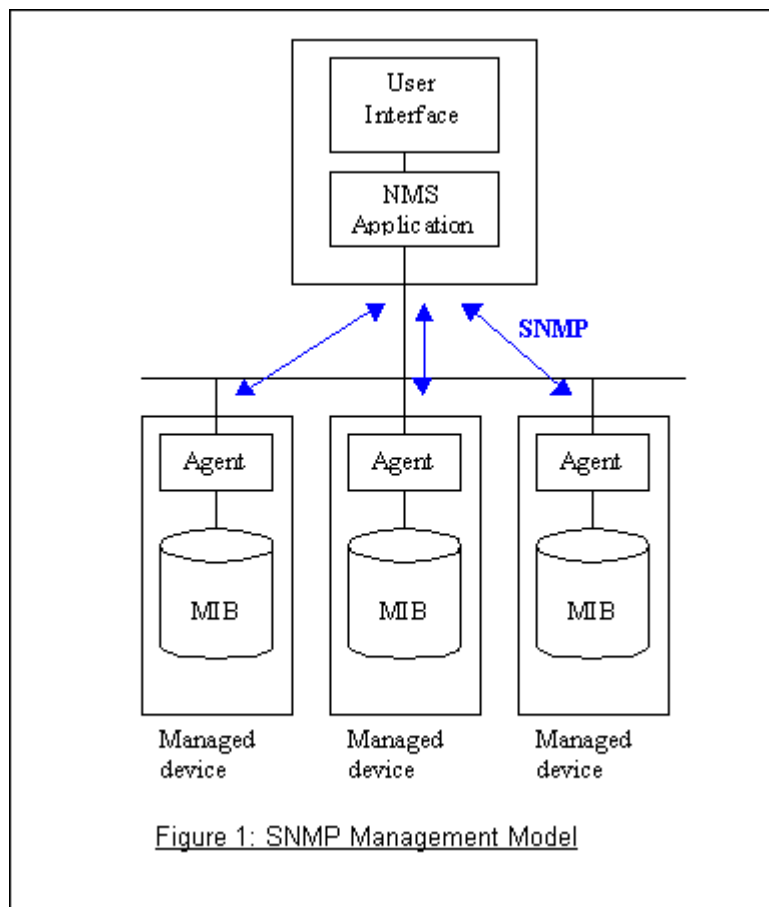 User
Interface
NMS
Application
SNMP
Agent
Agent
Agent
MIB
MIB
MIB
Managed
device
Managed
device
Managed
device
Figure 1: SNMP Management Model